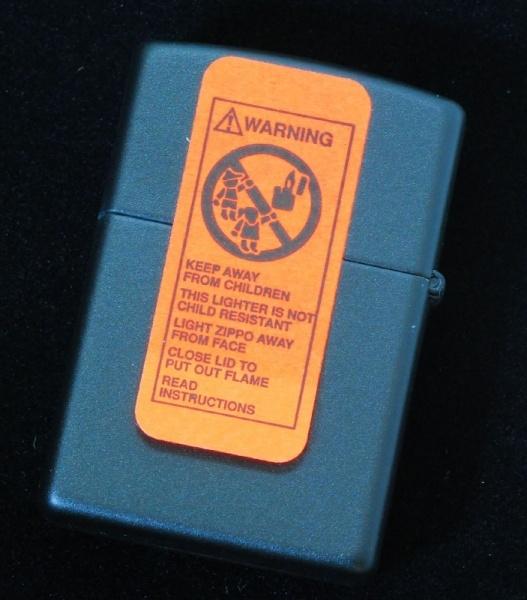 WARNING
KEEP AWAY
FROM CHILDREN
THIS LIGHTER IS NOT
CHILD RESISTANT
LIGHT ZIPPO AWAY
FROM FACE
CLOSE LID TO
PUT OUT FLAME
READ
INSTRUCTIONS